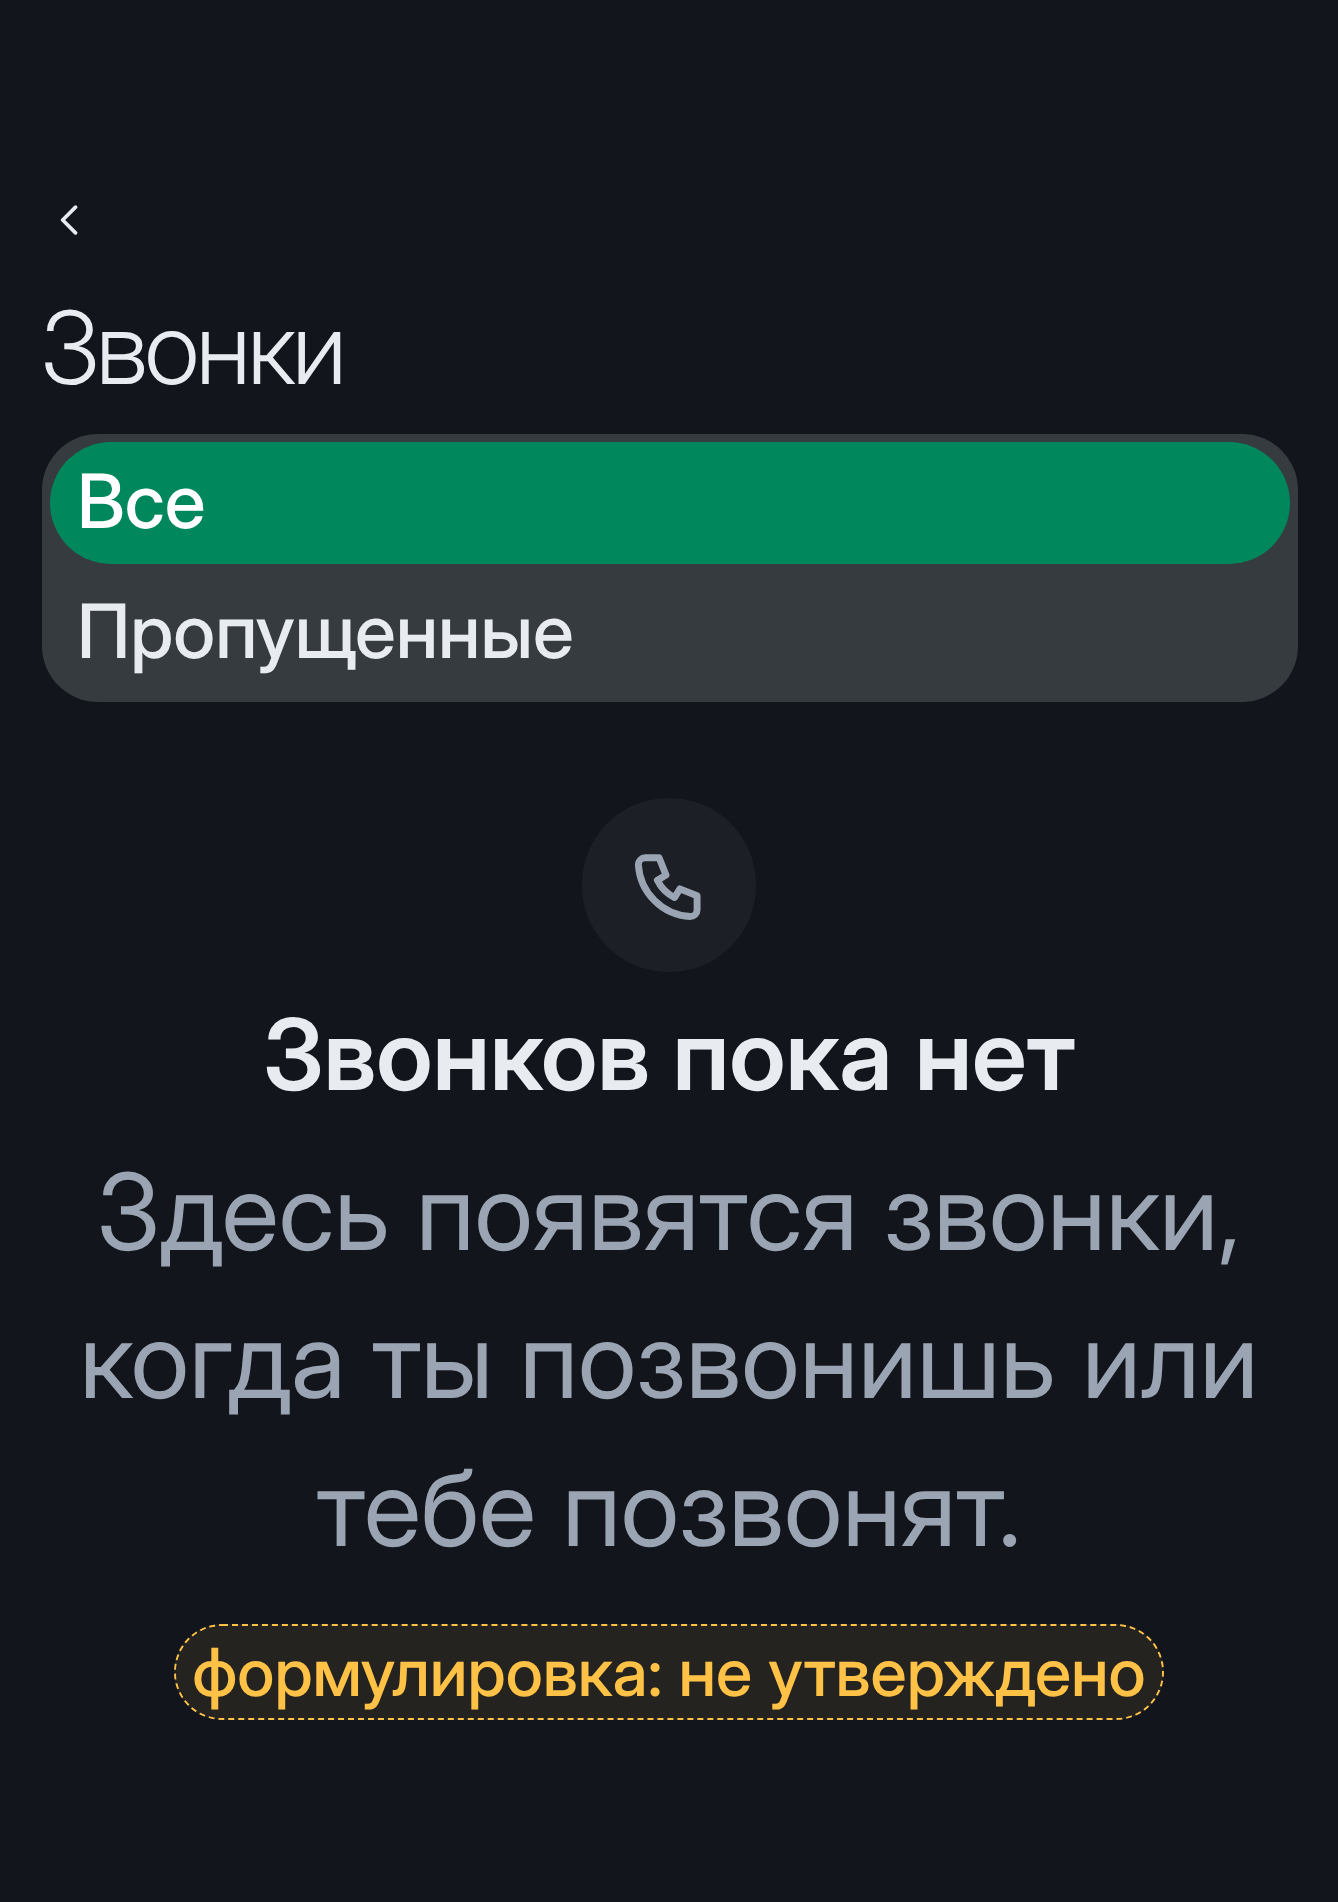 Звонки
Все
Пропущенные
Звонков пока нет
Здесь появятся звонки,
когда ты позвонишь или
тебе позвонят.
формулировка: не утверждено